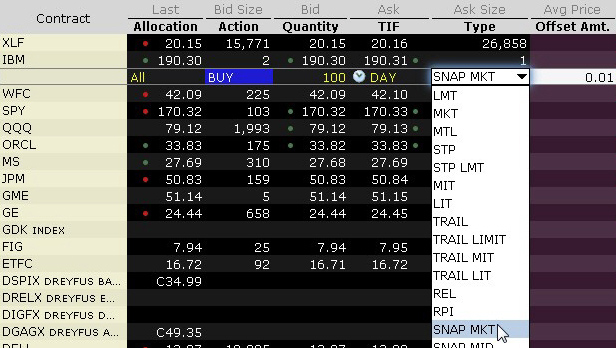 Contract Last Bid Size Bid Ask Ask Size Avg Price
Allocation Action Quantity TIF Type Offset Amt.
XLF 20.15 15,771 20.15 20.16 26,858
IBM 190.30 2 190.30 190.31 1
All BUY 100 DAY SNAP MKT 0.01
WFC 42.09 225 42.09 42.10
SPY 170.32 103 170.32 170.33
QQQ 79.12 1,993 79.12 79.13
ORCL 33.83 175 33.82 33.83
MS 27.69 310 27.68 27.69
JPM 50.83 159 50.83 50.84
GME 51.14 5 51.14 51.15
GE 24.44 658 24.44 24.45
GDK INDEX
FIG 7.94 25 7.94 7.95
ETFC 16.72 92 16.71 16.72
DSPIX DREYFUS BA... C34.99
DRELX DREYFUS E...
DIGFX DREYFUS D...
DGAGX DREYFUS A... C49.35
DELL
LMT
MKT
MTL
STP
STP LMT
MIT
LIT
TRAIL
TRAIL LIMIT
TRAIL MIT
TRAIL LIT
REL
RPI
SNAP MKT
SNAP MID